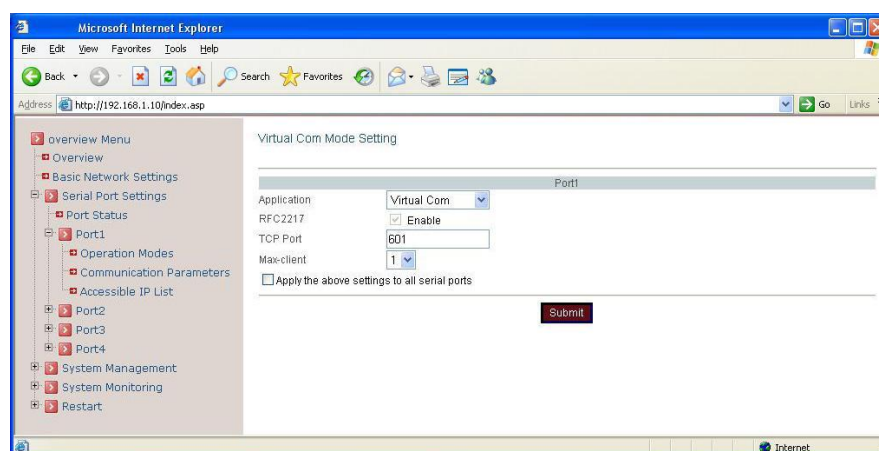 Microsoft Internet Explorer
File Edit View Favorites Tools Help
Back Search Favorites
Address http://192.168.1.10/index.asp Go Links
overview Menu
Overview
Basic Network Settings
Serial Port Settings
Port Status
Port1
Operation Modes
Communication Parameters
Accessible IP List
Port2
Port3
Port4
System Management
System Monitoring
Restart
Virtual Com Mode Setting
Port1
Application Virtual Com
RFC2217 Enable
TCP Port 601
Max-client 1
Apply the above settings to all serial ports
Submit
Internet